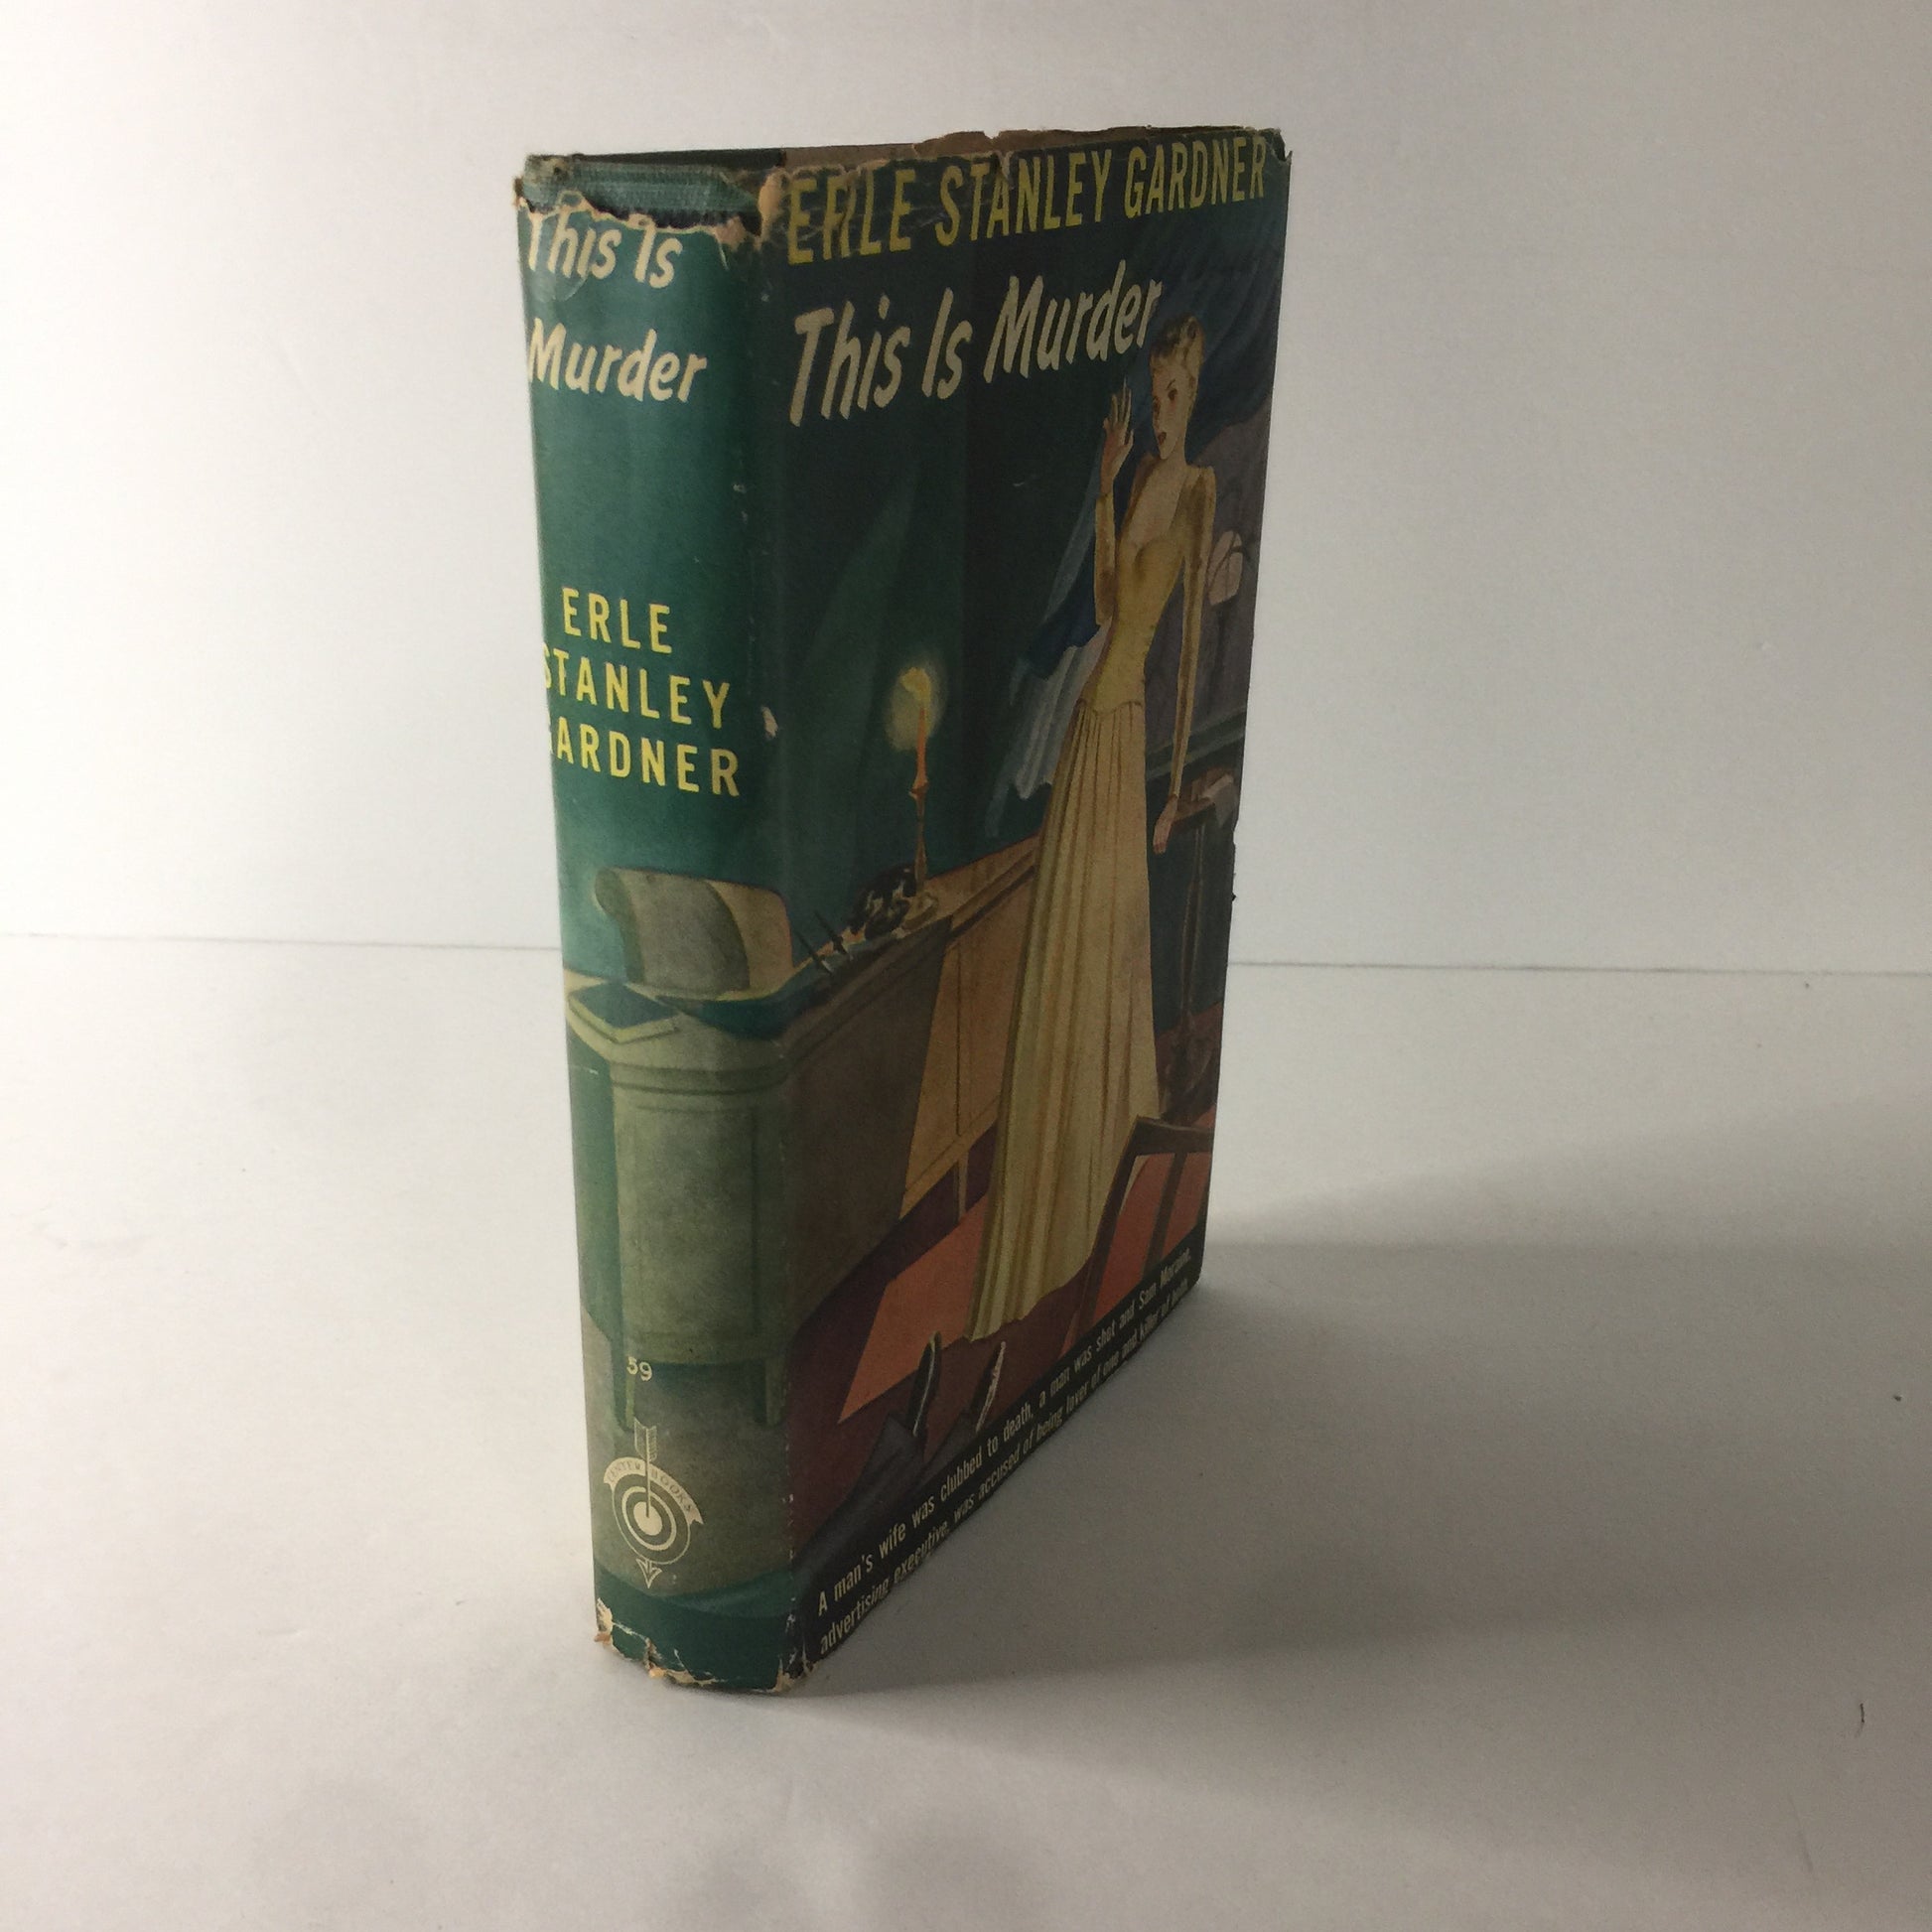 This Is
Murder
ERLE
STANLEY
GARDNER
59
CENTER BOOKS
ERLE STANLEY GARDNER
This Is Murder
A man's wife was clubbed to death, a man was shot and Sam Moraine,
advertising executive, was accused of being lover of one and killer of both.